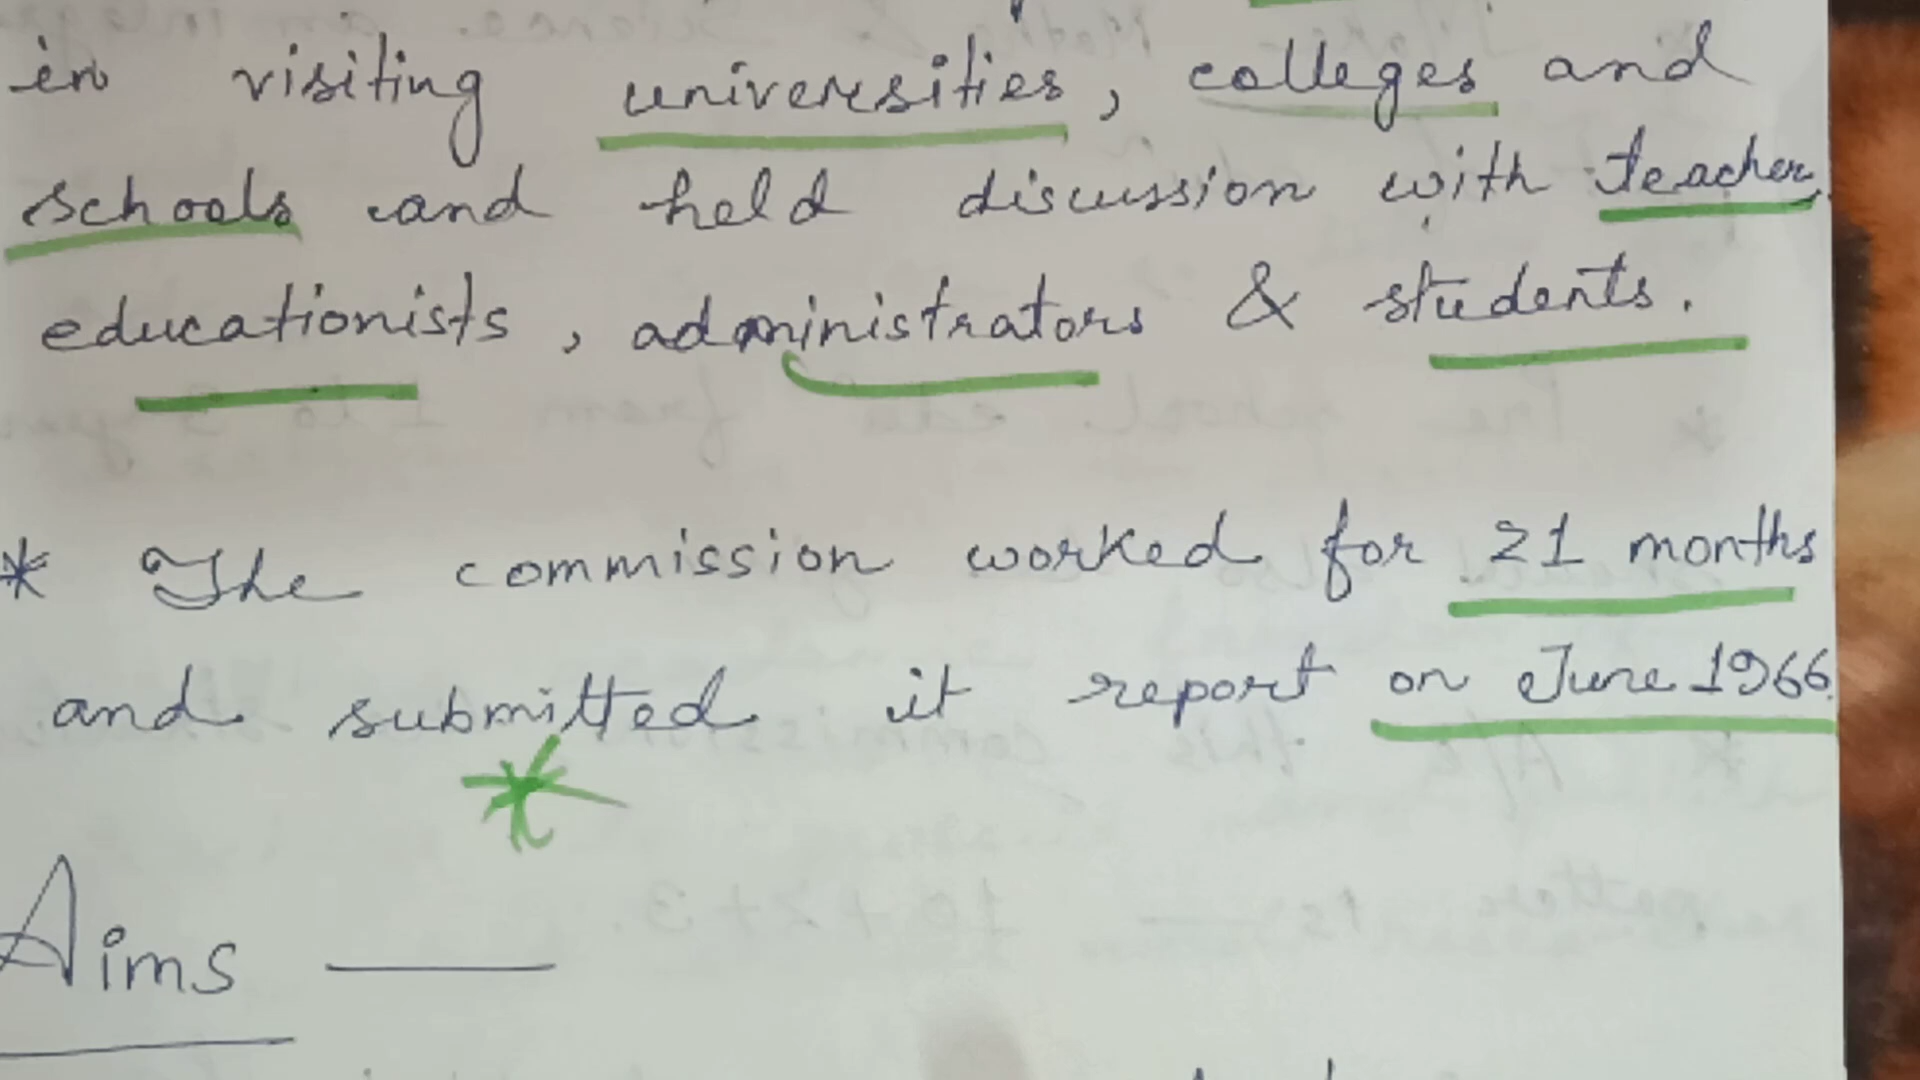 in visiting universities, colleges and
schools and held discussion with teacher,
educationists, administrators & students.
* The commission worked for 21 months
and submitted it report on June 1966.
Aims —